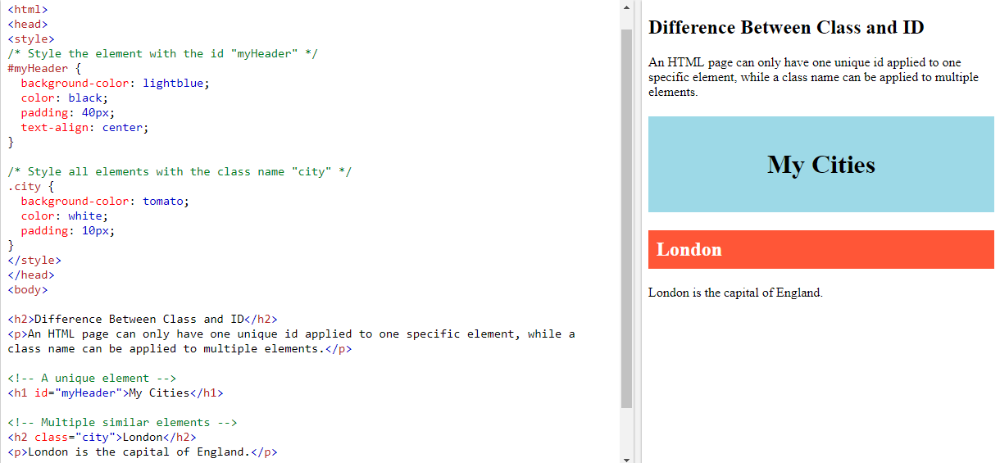 <html>
<head>
<style>
/* Style the element with the id "myHeader" */
#myHeader {
  background-color: lightblue;
  color: black;
  padding: 40px;
  text-align: center;
}

/* Style all elements with the class name "city" */
.city {
  background-color: tomato;
  color: white;
  padding: 10px;
}
</style>
</head>
<body>

<h2>Difference Between Class and ID</h2>
<p>An HTML page can only have one unique id applied to one specific element, while a
class name can be applied to multiple elements.</p>

<!-- A unique element -->
<h1 id="myHeader">My Cities</h1>

<!-- Multiple similar elements -->
<h2 class="city">London</h2>
<p>London is the capital of England.</p>

Difference Between Class and ID
An HTML page can only have one unique id applied to one
specific element, while a class name can be applied to multiple
elements.
My Cities
London
London is the capital of England.